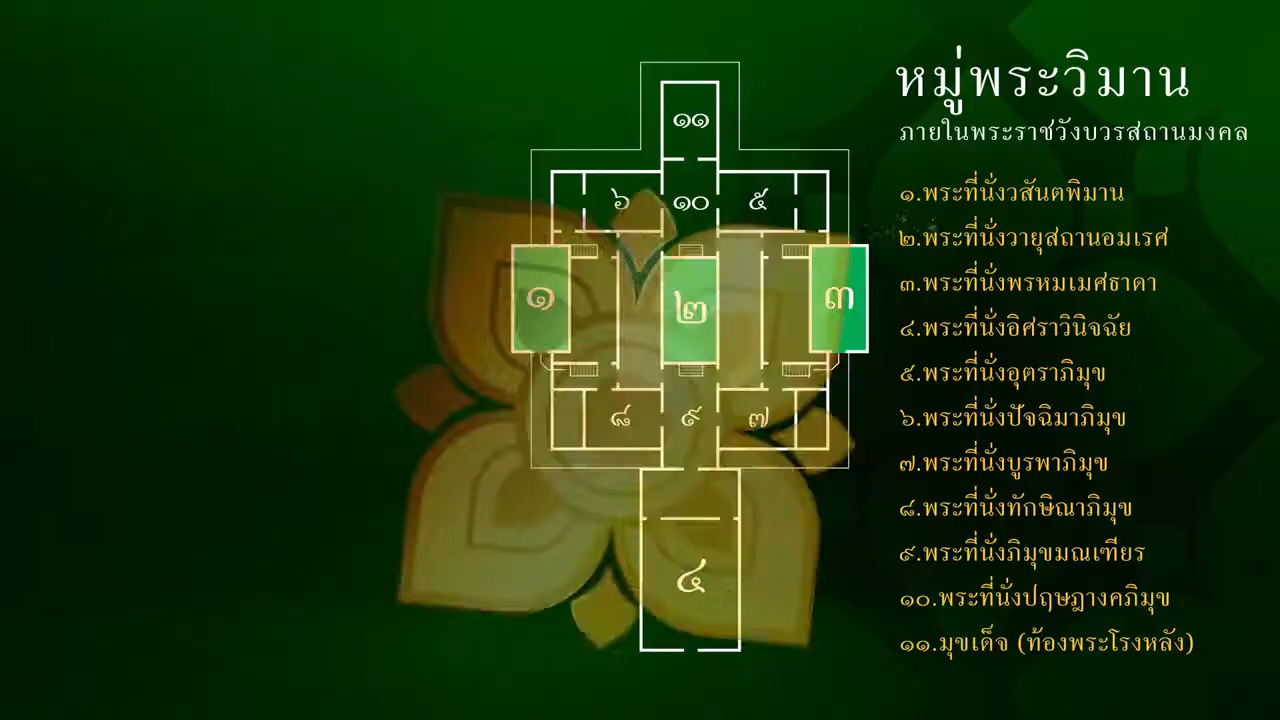 หมู่พระวิมาน
ภายในพระราชวังบวรสถานมงคล
๑.พระที่นั่งวสันตพิมาน
๒.พระที่นั่งวายุสถานอมเรศ
๓.พระที่นั่งพรหมเมศธาดา
๔.พระที่นั่งอิศราวินิจฉัย
๕.พระที่นั่งอุตราภิมุข
๖.พระที่นั่งปัจฉิมาภิมุข
๗.พระที่นั่งบูรพาภิมุข
๘.พระที่นั่งทักษิณาภิมุข
๙.พระที่นั่งภิมุขมณเฑียร
๑๐.พระที่นั่งปฤษฎางคภิมุข
๑๑.มุขเด็จ (ท้องพระโรงหลัง)
๑๑
๖ ๑๐ ๕
๑ ๒ ๓
๘ ๙ ๗
๔